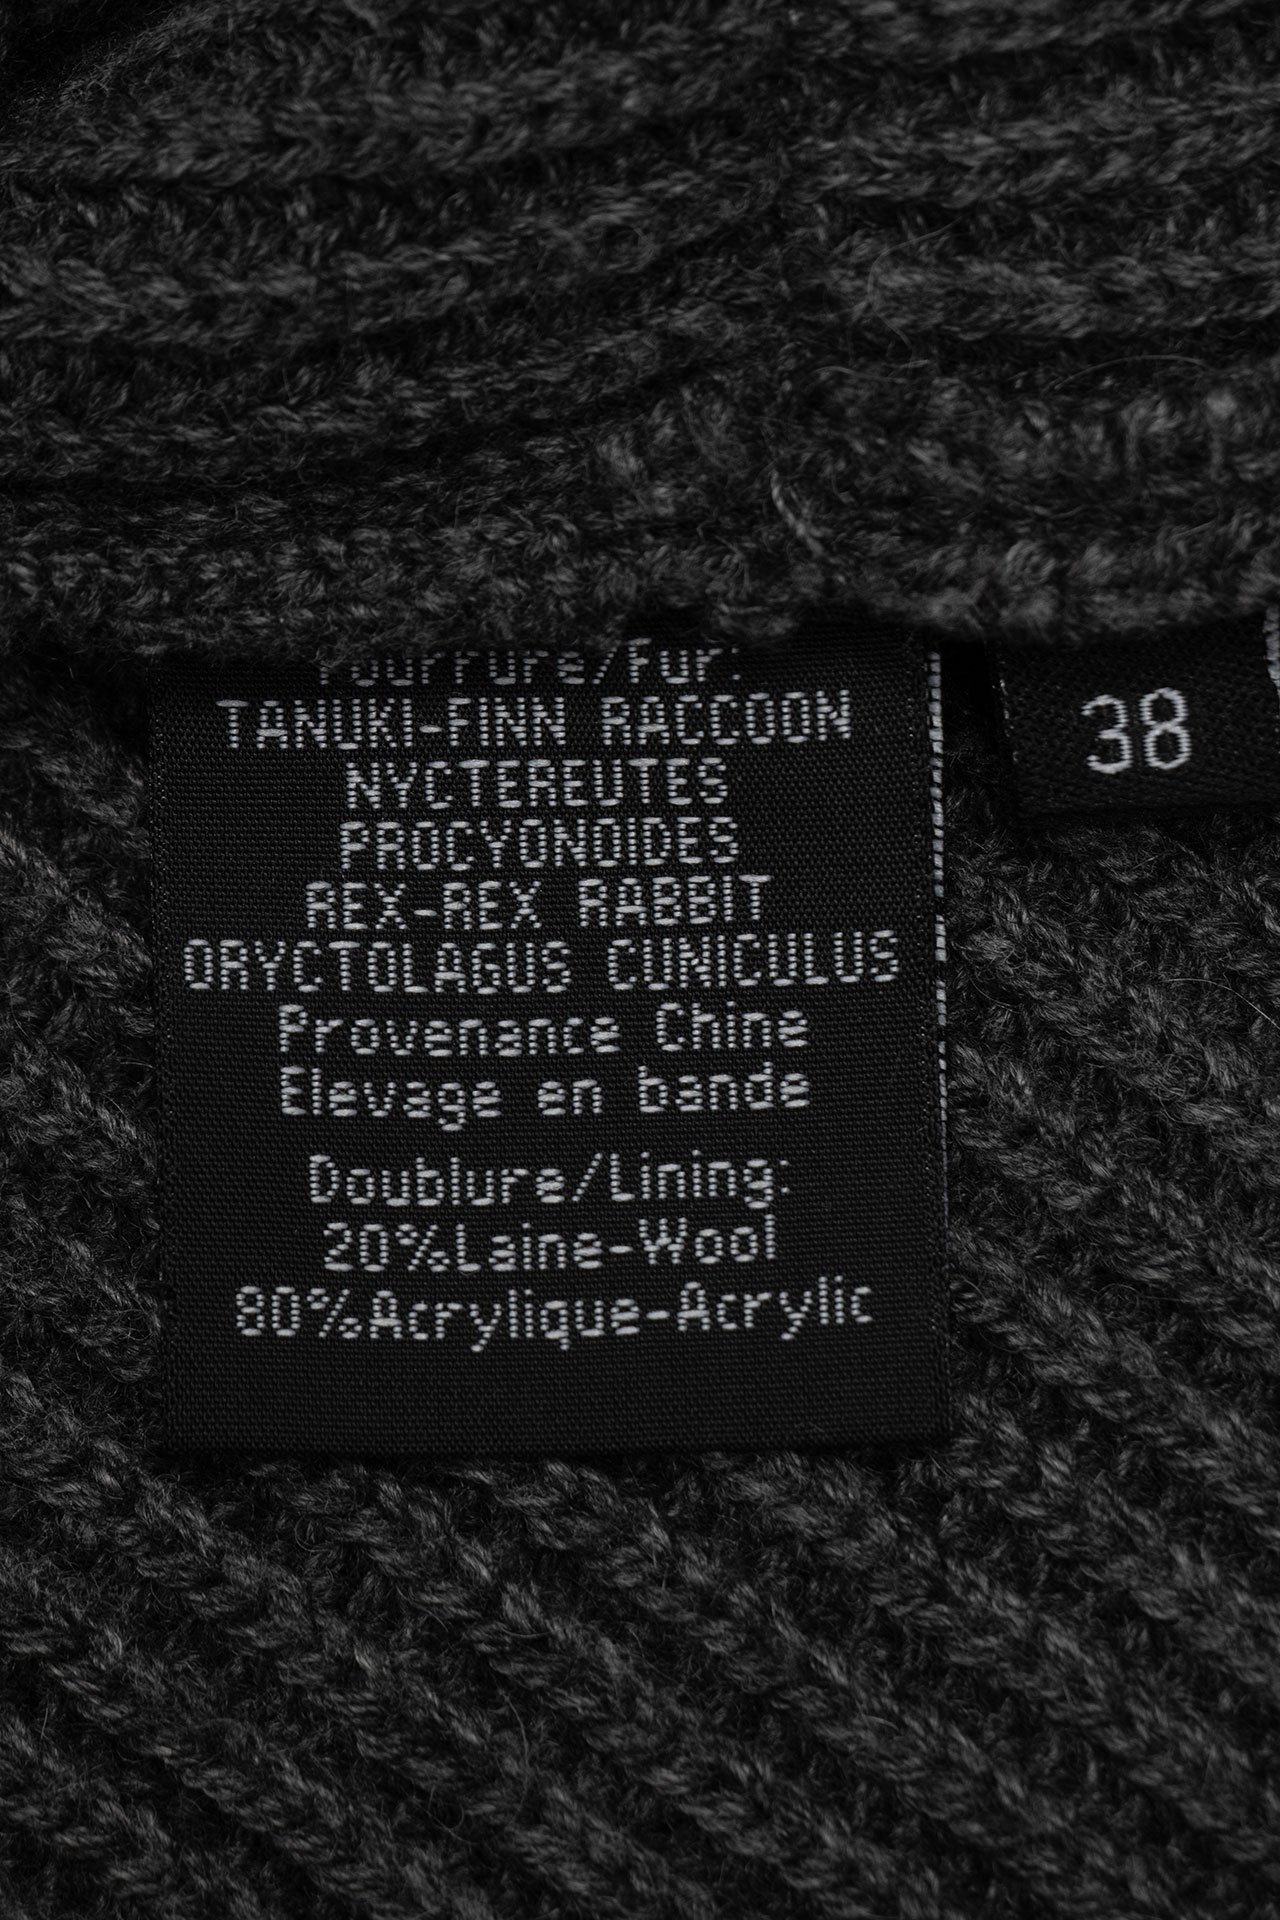 Fourrure/Fur:
TANUKI-FINN RACCOON
NYCTEREUTES
PROCYONOIDES
REX-REX RABBIT
ORYCTOLAGUS CUNICULUS
Provenance Chine
Elevage en bande
Doublure/Lining:
20%Laine-Wool
80%Acrylique-Acrylic
38